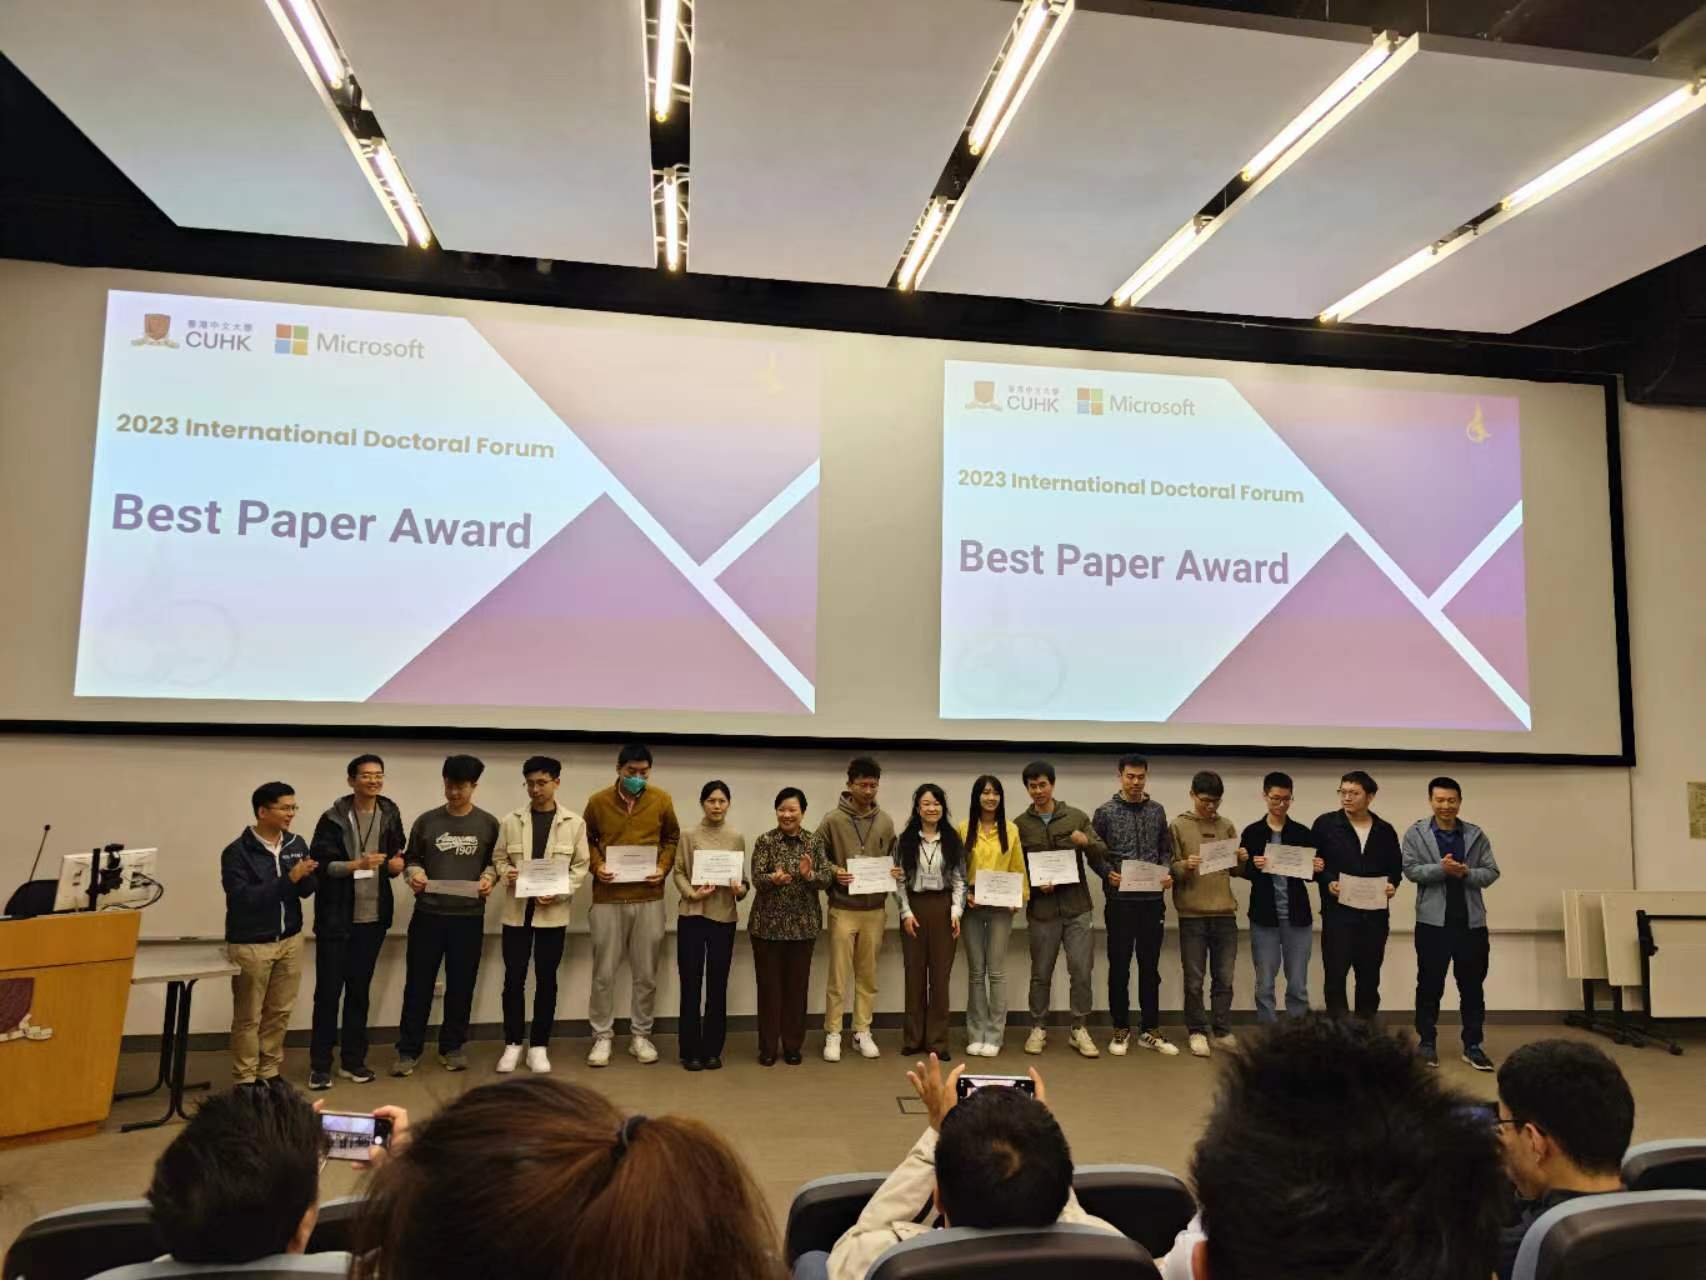 香港中文大學
CUHK
Microsoft
2023 International Doctoral Forum
Best Paper Award
香港中文大學
CUHK
Microsoft
2023 International Doctoral Forum
Best Paper Award
1907